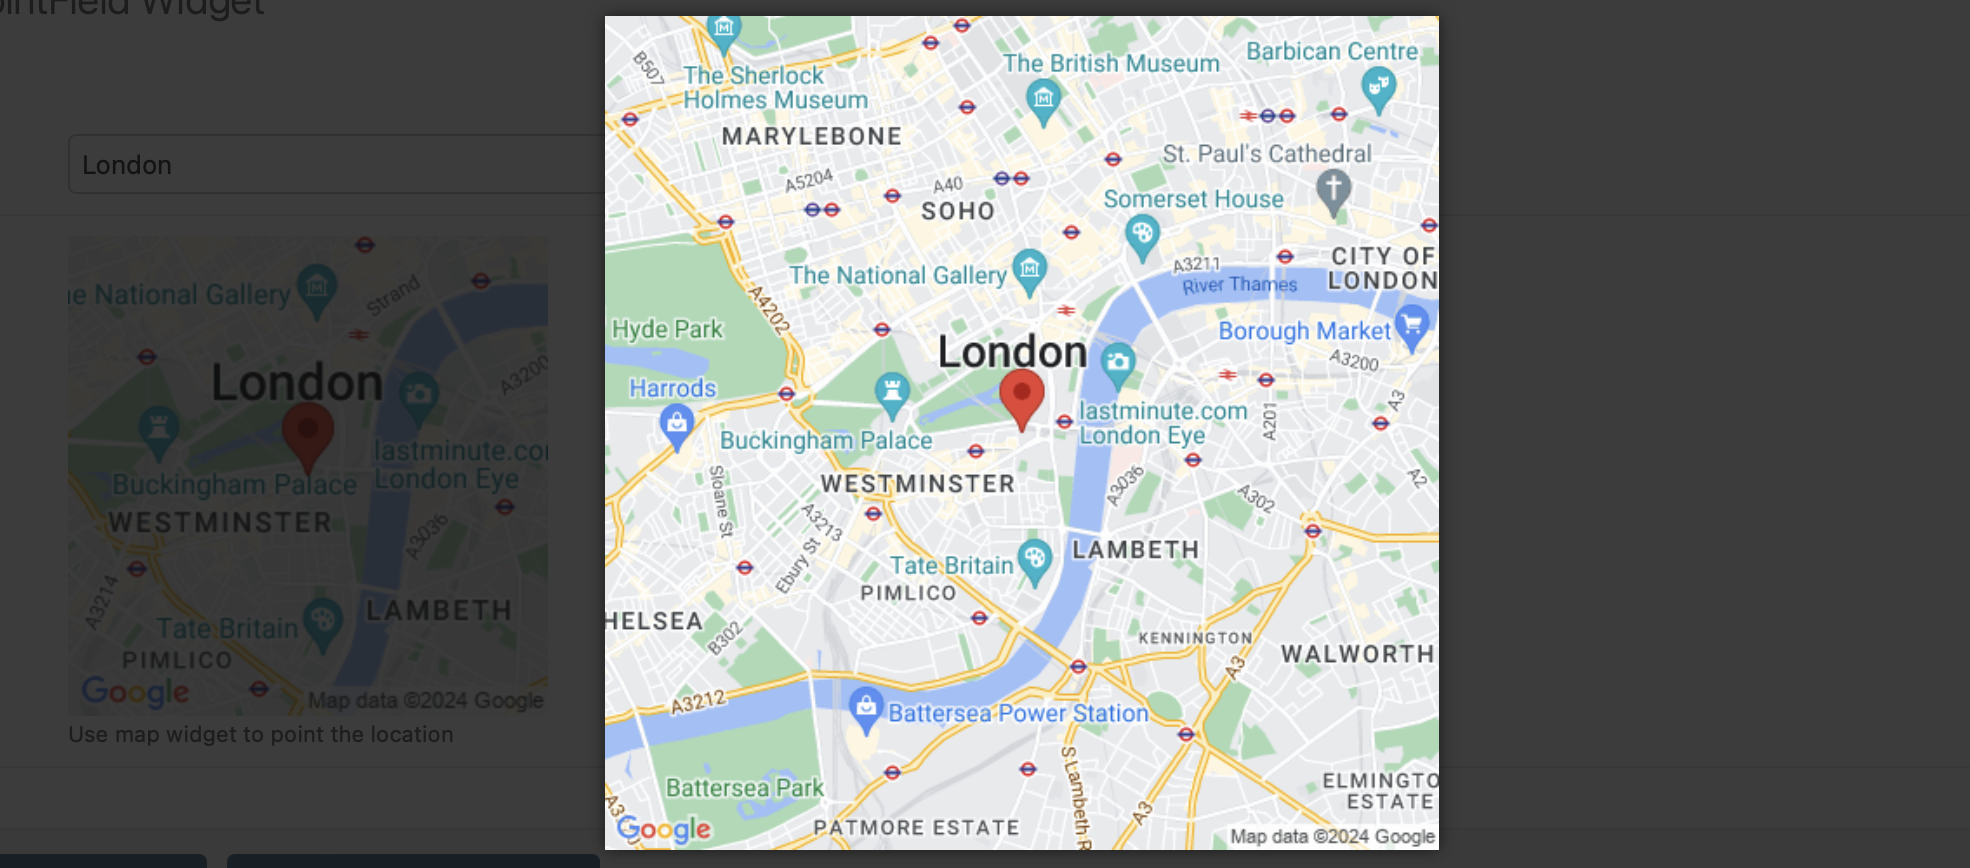 ointField Widget
London
e National Gallery
Strand
London
A3200
lastminute.co
London Eye
Buckingham Palace
WESTMINSTER
A3036
A3214
LAMBETH
Tate Britain
PIMLICO
Google
Map data ©2024 Google
Use map widget to point the location
B507
The Sherlock
Holmes Museum
The British Museum
Barbican Centre
MARYLEBONE
St. Paul's Cathedral
A5204
A40
SOHO
Somerset House
The National Gallery
A3211
River Thames
CITY OF
LONDON
A4202
Hyde Park
Borough Market
London
A3200
Harrods
lastminute.com
London Eye
A201
A3
Buckingham Palace
WESTMINSTER
Sloane St
A3036
A302
A2
A3213
Ebury St
Tate Britain
LAMBETH
PIMLICO
HELSEA
B302
KENNINGTON
WALWORTH
A3
A3212
Battersea Power Station
S Lambeth R
Battersea Park
ELMINGTO
ESTATE
A3
PATMORE ESTATE
A3
Google
Map data ©2024 Google